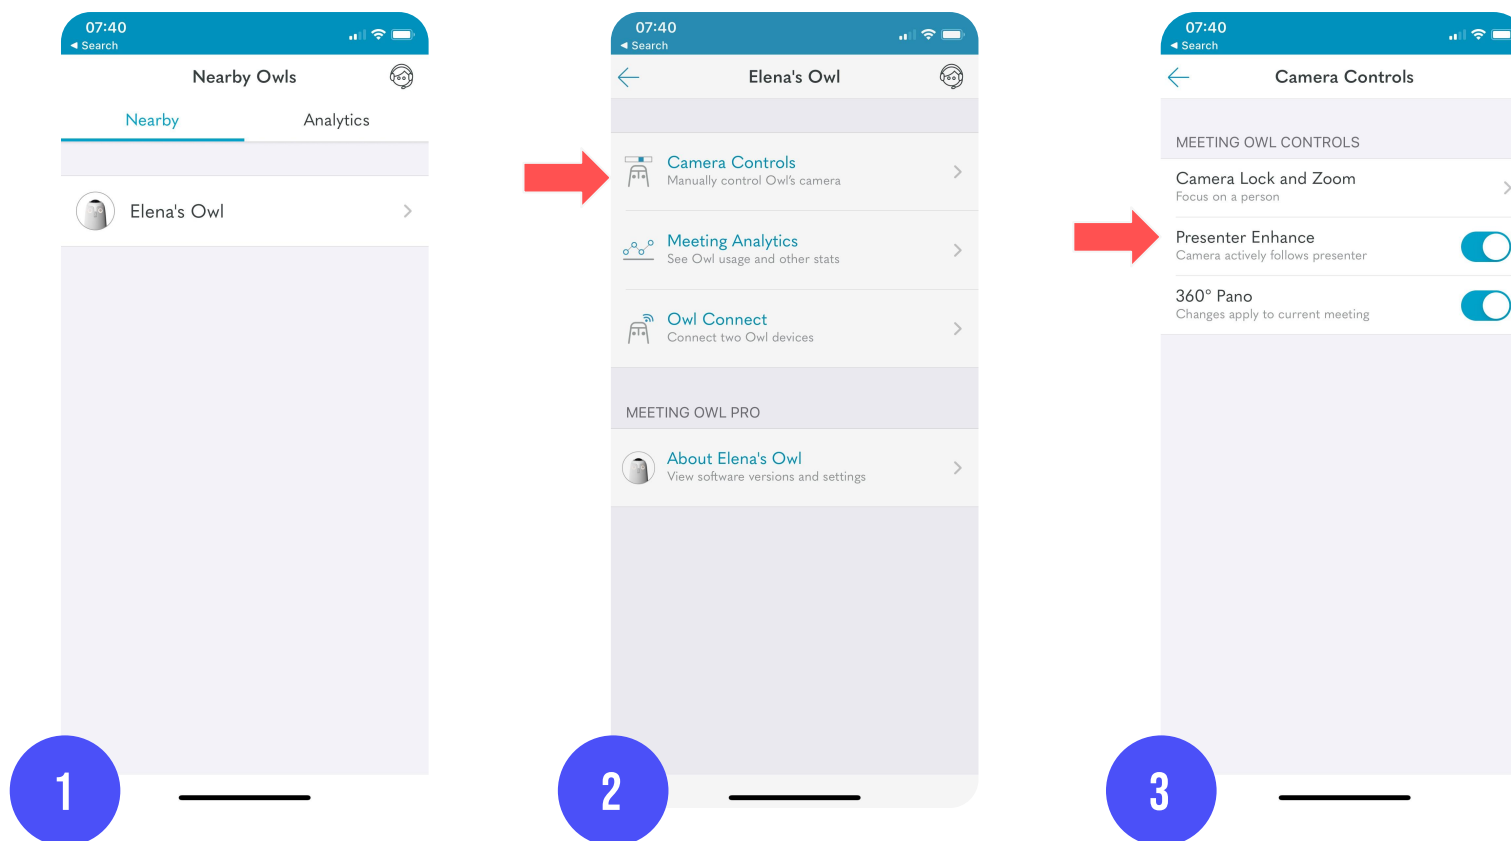 07:40
◄ Search
Nearby Owls
Nearby
Analytics
Elena's Owl
1
07:40
◄ Search
Elena's Owl
Camera Controls
Manually control Owl's camera
Meeting Analytics
See Owl usage and other stats
Owl Connect
Connect two Owl devices
MEETING OWL PRO
About Elena's Owl
View software versions and settings
2
07:40
◄ Search
Camera Controls
MEETING OWL CONTROLS
Camera Lock and Zoom
Focus on a person
Presenter Enhance
Camera actively follows presenter
360° Pano
Changes apply to current meeting
3